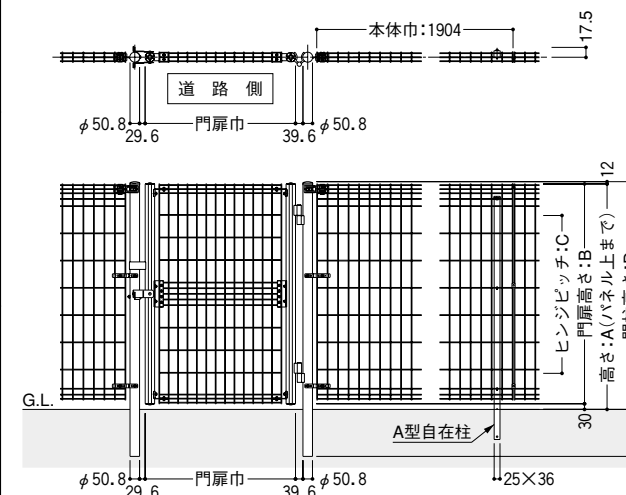 本体巾:1904
17.5
道路側
φ50.8
門扉巾
φ50.8
29.6
39.6
12
ヒンジピッチ:C
門扉高さ:B
高さ:A(パネル上まで)
G.L.
A型自在柱
30
φ50.8
門扉巾
φ50.8
25×36
29.6
39.6